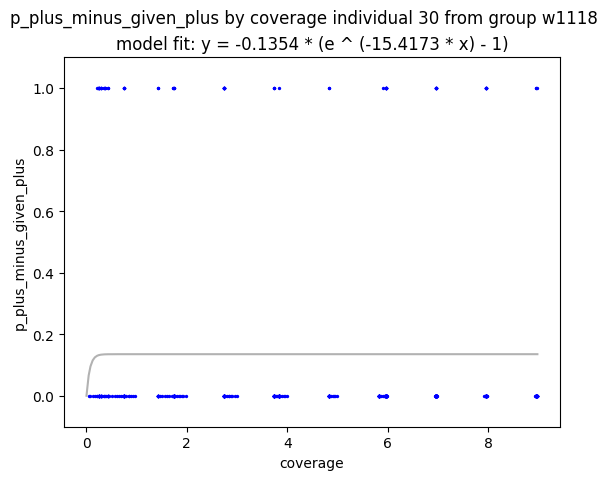 p_plus_minus_given_plus by coverage individual 30 from group w1118
model fit: y = -0.1354 * (e ^ (-15.4173 * x) - 1)
1.0
0.8
0.6
0.4
0.2
0.0
p_plus_minus_given_plus
0 2 4 6 8
coverage